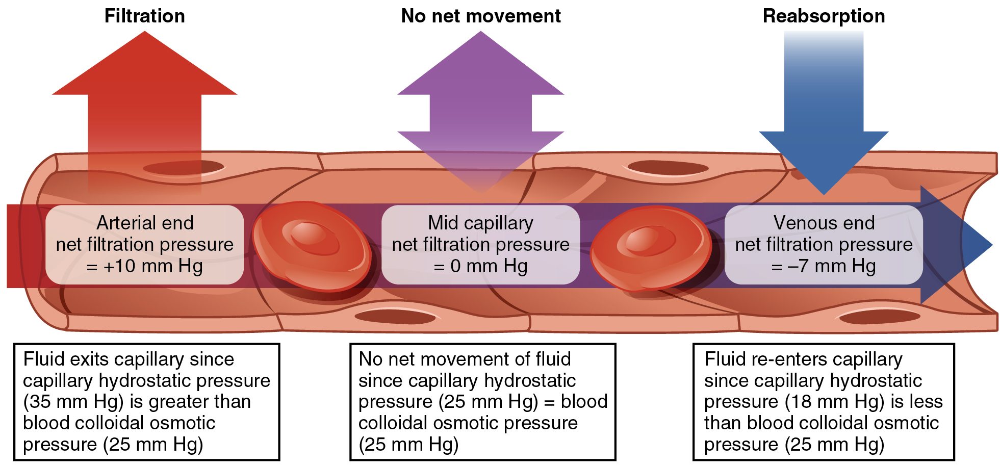 Filtration
No net movement
Reabsorption
Arterial end
net filtration pressure
= +10 mm Hg
Mid capillary
net filtration pressure
= 0 mm Hg
Venous end
net filtration pressure
= –7 mm Hg
Fluid exits capillary since
capillary hydrostatic pressure
(35 mm Hg) is greater than
blood colloidal osmotic
pressure (25 mm Hg)
No net movement of fluid
since capillary hydrostatic
pressure (25 mm Hg) = blood
colloidal osmotic pressure
(25 mm Hg)
Fluid re-enters capillary
since capillary hydrostatic
pressure (18 mm Hg) is less
than blood colloidal osmotic
pressure (25 mm Hg)